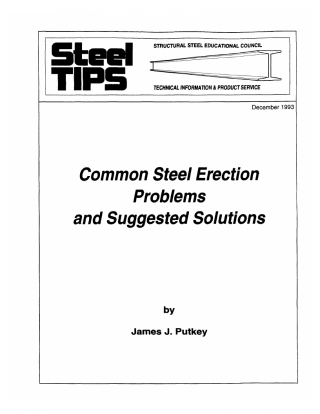 Steel
TIPS
STRUCTURAL STEEL EDUCATIONAL COUNCIL
TECHNICAL INFORMATION & PRODUCT SERVICE
December 1993
Common Steel Erection
Problems
and Suggested Solutions
by
James J. Putkey